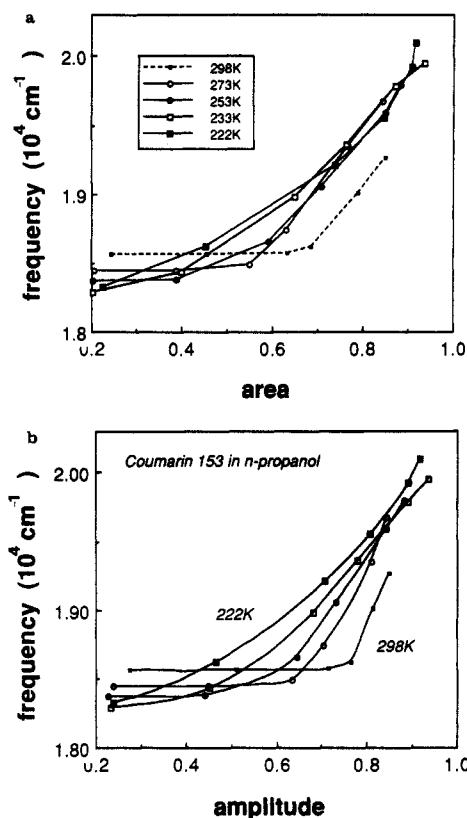 a
2.0
1.9
1.8
frequency (10⁴ cm⁻¹)
298K
273K
253K
233K
222K
0.2 0.4 0.6 0.8 1.0
area
b
Coumarin 153 in n-propanol
2.00
1.90
1.80
frequency (10⁴ cm⁻¹)
222K
298K
0.2 0.4 0.6 0.8 1.0
amplitude